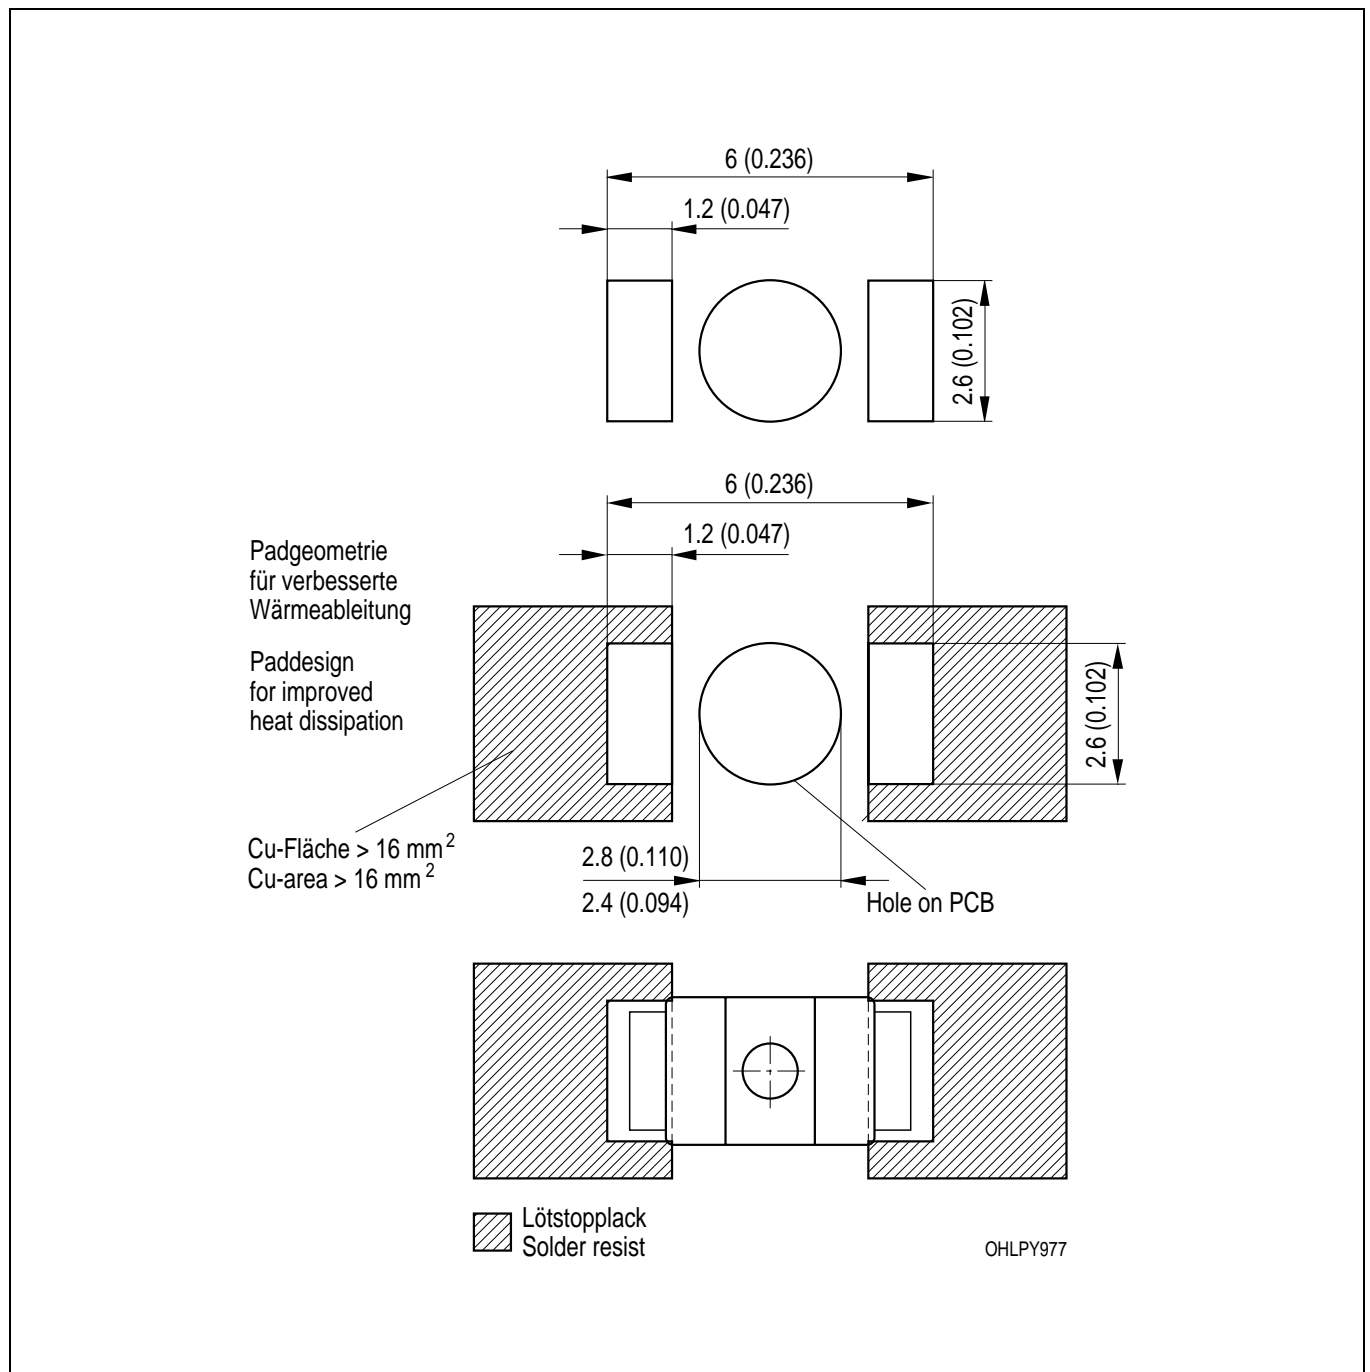 6 (0.236)
1.2 (0.047)
2.6 (0.102)
6 (0.236)
1.2 (0.047)
Padgeometrie
für verbesserte
Wärmeableitung
Paddesign
for improved
heat dissipation
2.6 (0.102)
Cu-Fläche > 16 mm²
Cu-area > 16 mm²
2.8 (0.110)
2.4 (0.094)
Hole on PCB
Lötstopplack
Solder resist
OHLPY977